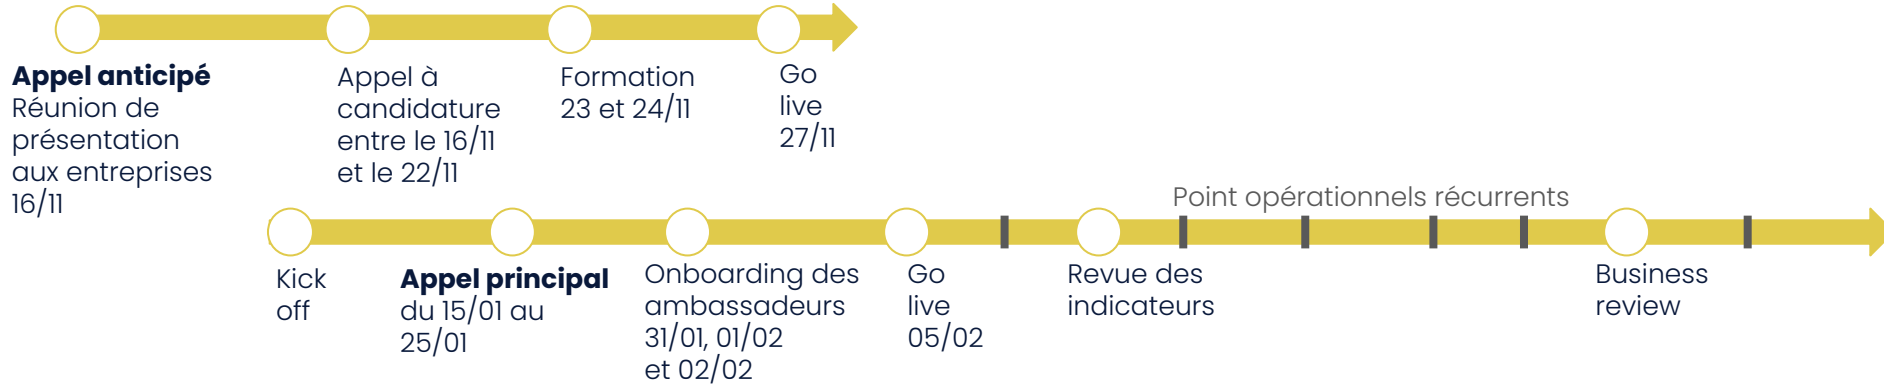 Appel anticipé
Réunion de
présentation
aux entreprises
16/11
Appel à
candidature
entre le 16/11
et le 22/11
Formation
23 et 24/11
Go
live
27/11
Point opérationnels récurrents
Kick
off
Appel principal
du 15/01 au
25/01
Onboarding des
ambassadeurs
31/01, 01/02
et 02/02
Go
live
05/02
Revue des
indicateurs
Business
review